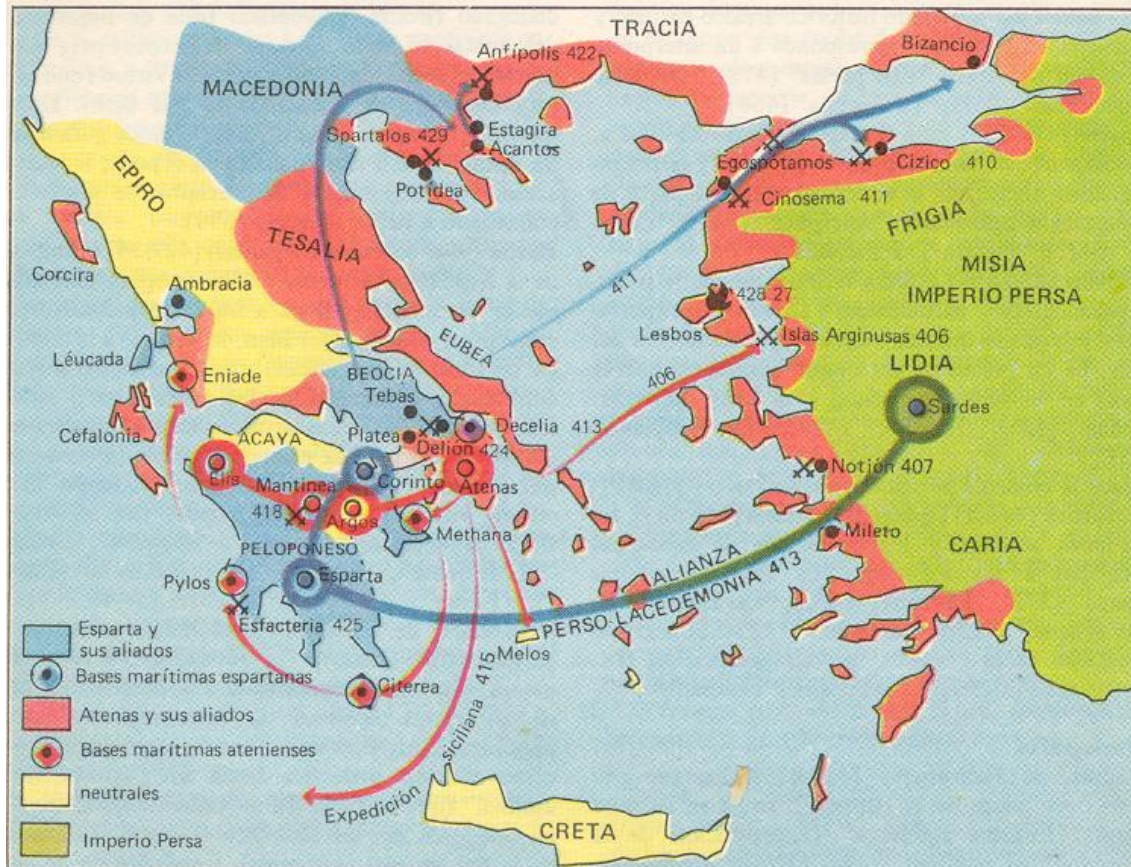 TRACIA
Bizancio
Anfípolis 422
MACEDONIA
Estagira
Spartalos 429
Acantos
Potidea
Egospótamos
Cizico 410
Cinosema 411
EPIRO
TESALIA
FRIGIA
MISIA
IMPERIO PERSA
Corcira
Ambracia
411
428.27
Lesbos
Islas Arginusas 406
Léucada
EUBEA
LIDIA
Eniade
BEOCIA
Tebas
406
Sardes
Cefalonia
Platea
Decelia 413
ACAYA
Delión 424
Elis
Mantinea
Corinto
Atenas
Notjón 407
418
Argos
Methana
Mileto
PELOPONESO
CARIA
Pylos
Esparta
ALIANZA
PERSO-LACEDEMONIA 413
Esfacteria 425
Melos
Citerea
Expedición siciliana 415
CRETA
Esparta y
sus aliados
Bases marítimas espartanas
Atenas y sus aliados
Bases marítimas atenienses
neutrales
Imperio Persa